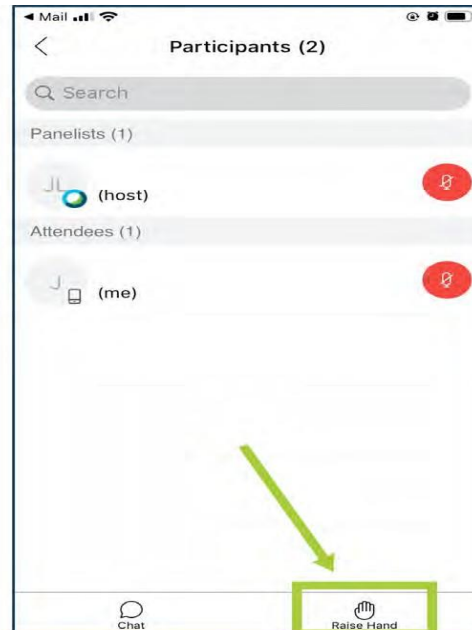 Mail
Participants (2)
Search
Panelists (1)
JL
(host)
Attendees (1)
J
(me)
Chat
Raise Hand